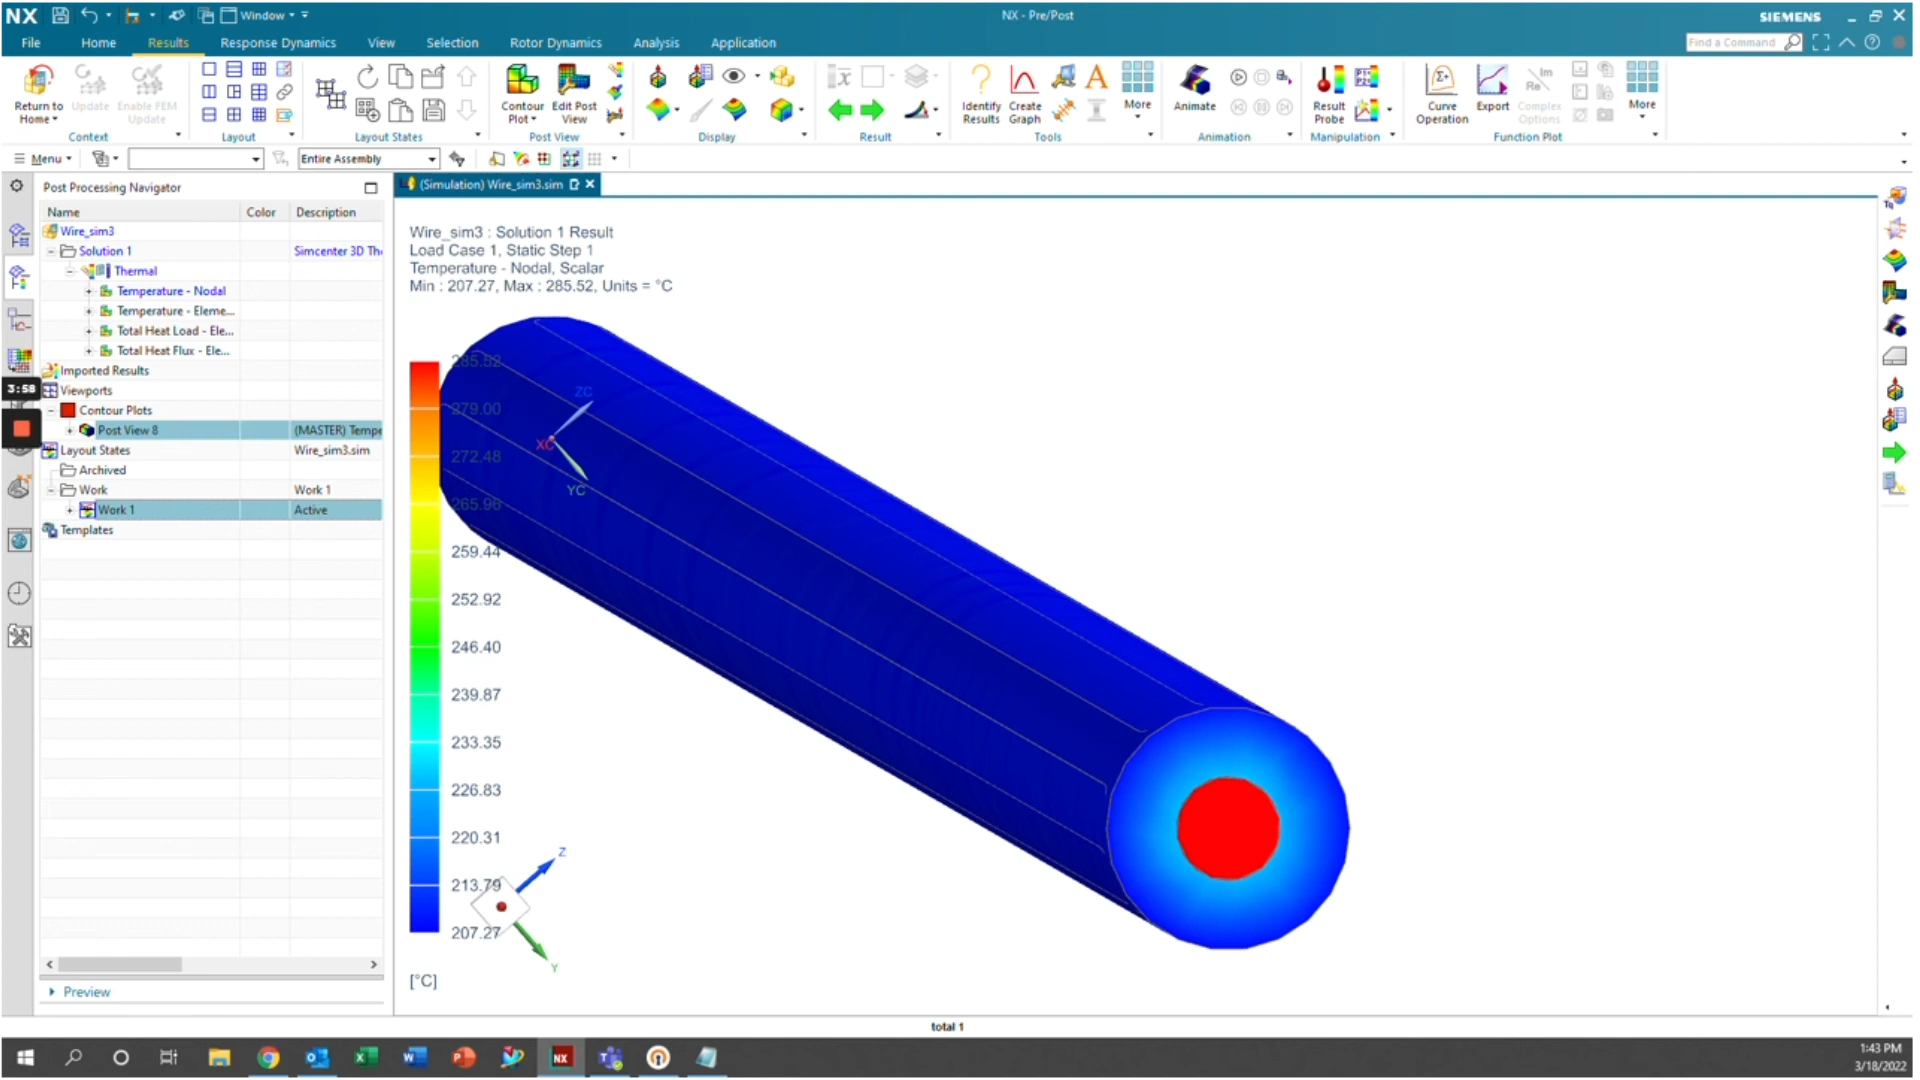 NX
Window
NX - Pre/Post
SIEMENS
File
Home
Results
Response Dynamics
View
Selection
Rotor Dynamics
Analysis
Application
Find a Command
Return to Home
Update
Enable FEM Update
Contour Plot
Edit Post View
Identify Results
Create Graph
More
Animate
Result Probe
Curve Operation
Export
Complex Options
More
Context
Layout
Layout States
Post View
Display
Result
Tools
Animation
Manipulation
Function Plot
Menu
Entire Assembly
Post Processing Navigator
(Simulation) Wire_sim3.sim
Name Color Description
Wire_sim3
Solution 1 Simcenter 3D Th
Thermal
Temperature - Nodal
Temperature - Eleme...
Total Heat Load - Ele...
Total Heat Flux - Ele...
Imported Results
3:58
Viewports
Contour Plots
Post View 8 (MASTER) Tempe
Layout States Wire_sim3.sim
Archived
Work Work 1
Work 1 Active
Templates
Preview
Wire_sim3 : Solution 1 Result
Load Case 1, Static Step 1
Temperature - Nodal, Scalar
Min : 207.27, Max : 285.52, Units = °C
285.52
279.00
272.48
265.96
259.44
252.92
246.40
239.87
233.35
226.83
220.31
213.79
207.27
[°C]
ZC
XC
YC
Z
Y
total 1
1:43 PM
3/18/2022